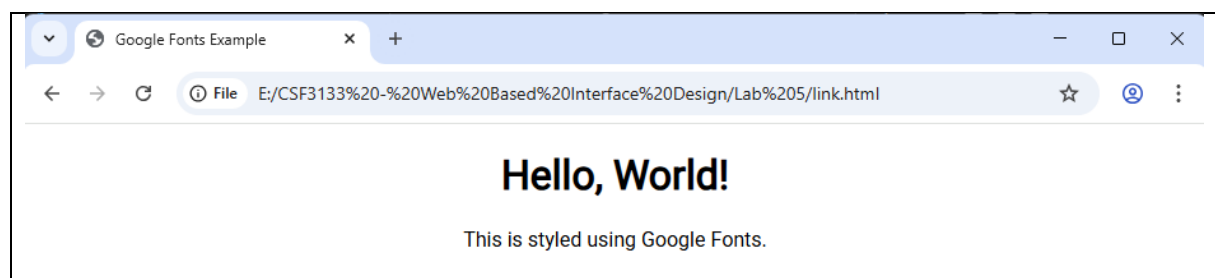 Google Fonts Example
File E:/CSF3133%20-%20Web%20Based%20Interface%20Design/Lab%205/link.html
Hello, World!
This is styled using Google Fonts.